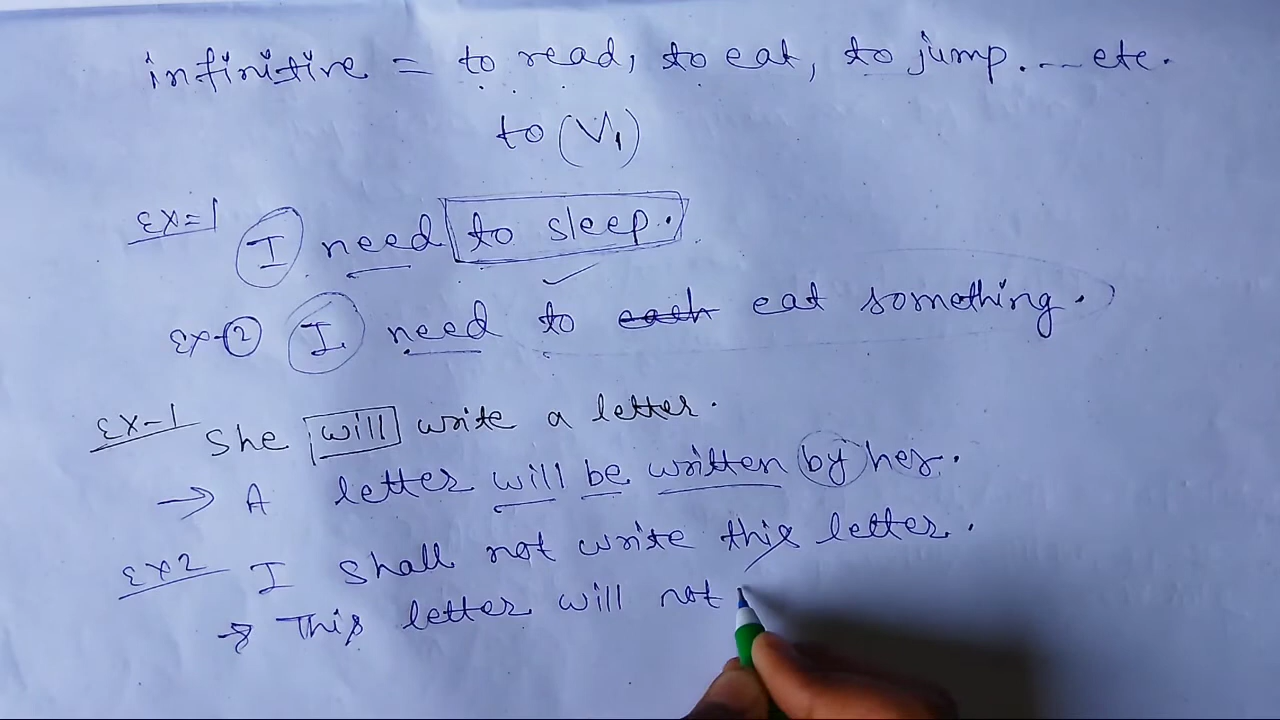 infinitive = to read, to eat, to jump....etc.
to (V₁)
Ex=1 I need to sleep.
Ex-2 I need to each eat something.
Ex-1 She will write a letter.
→ A letter will be written by her.
Ex2 I shall not write this letter.
→ This letter will not